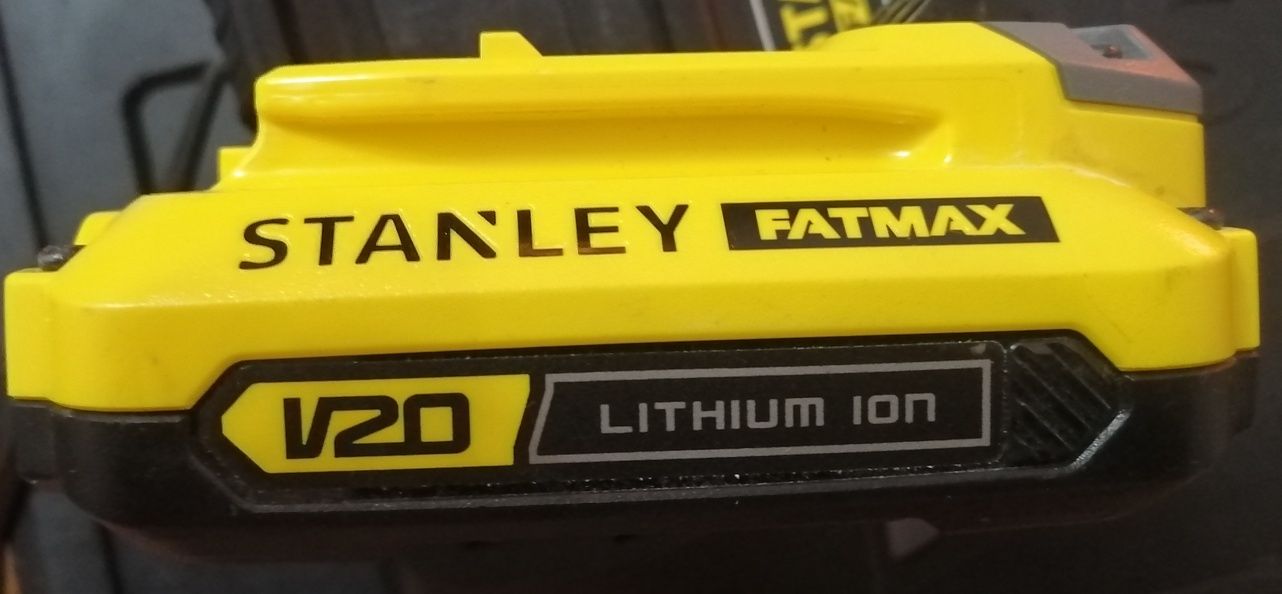 STANLEY FATMAX
V20 LITHIUM ION